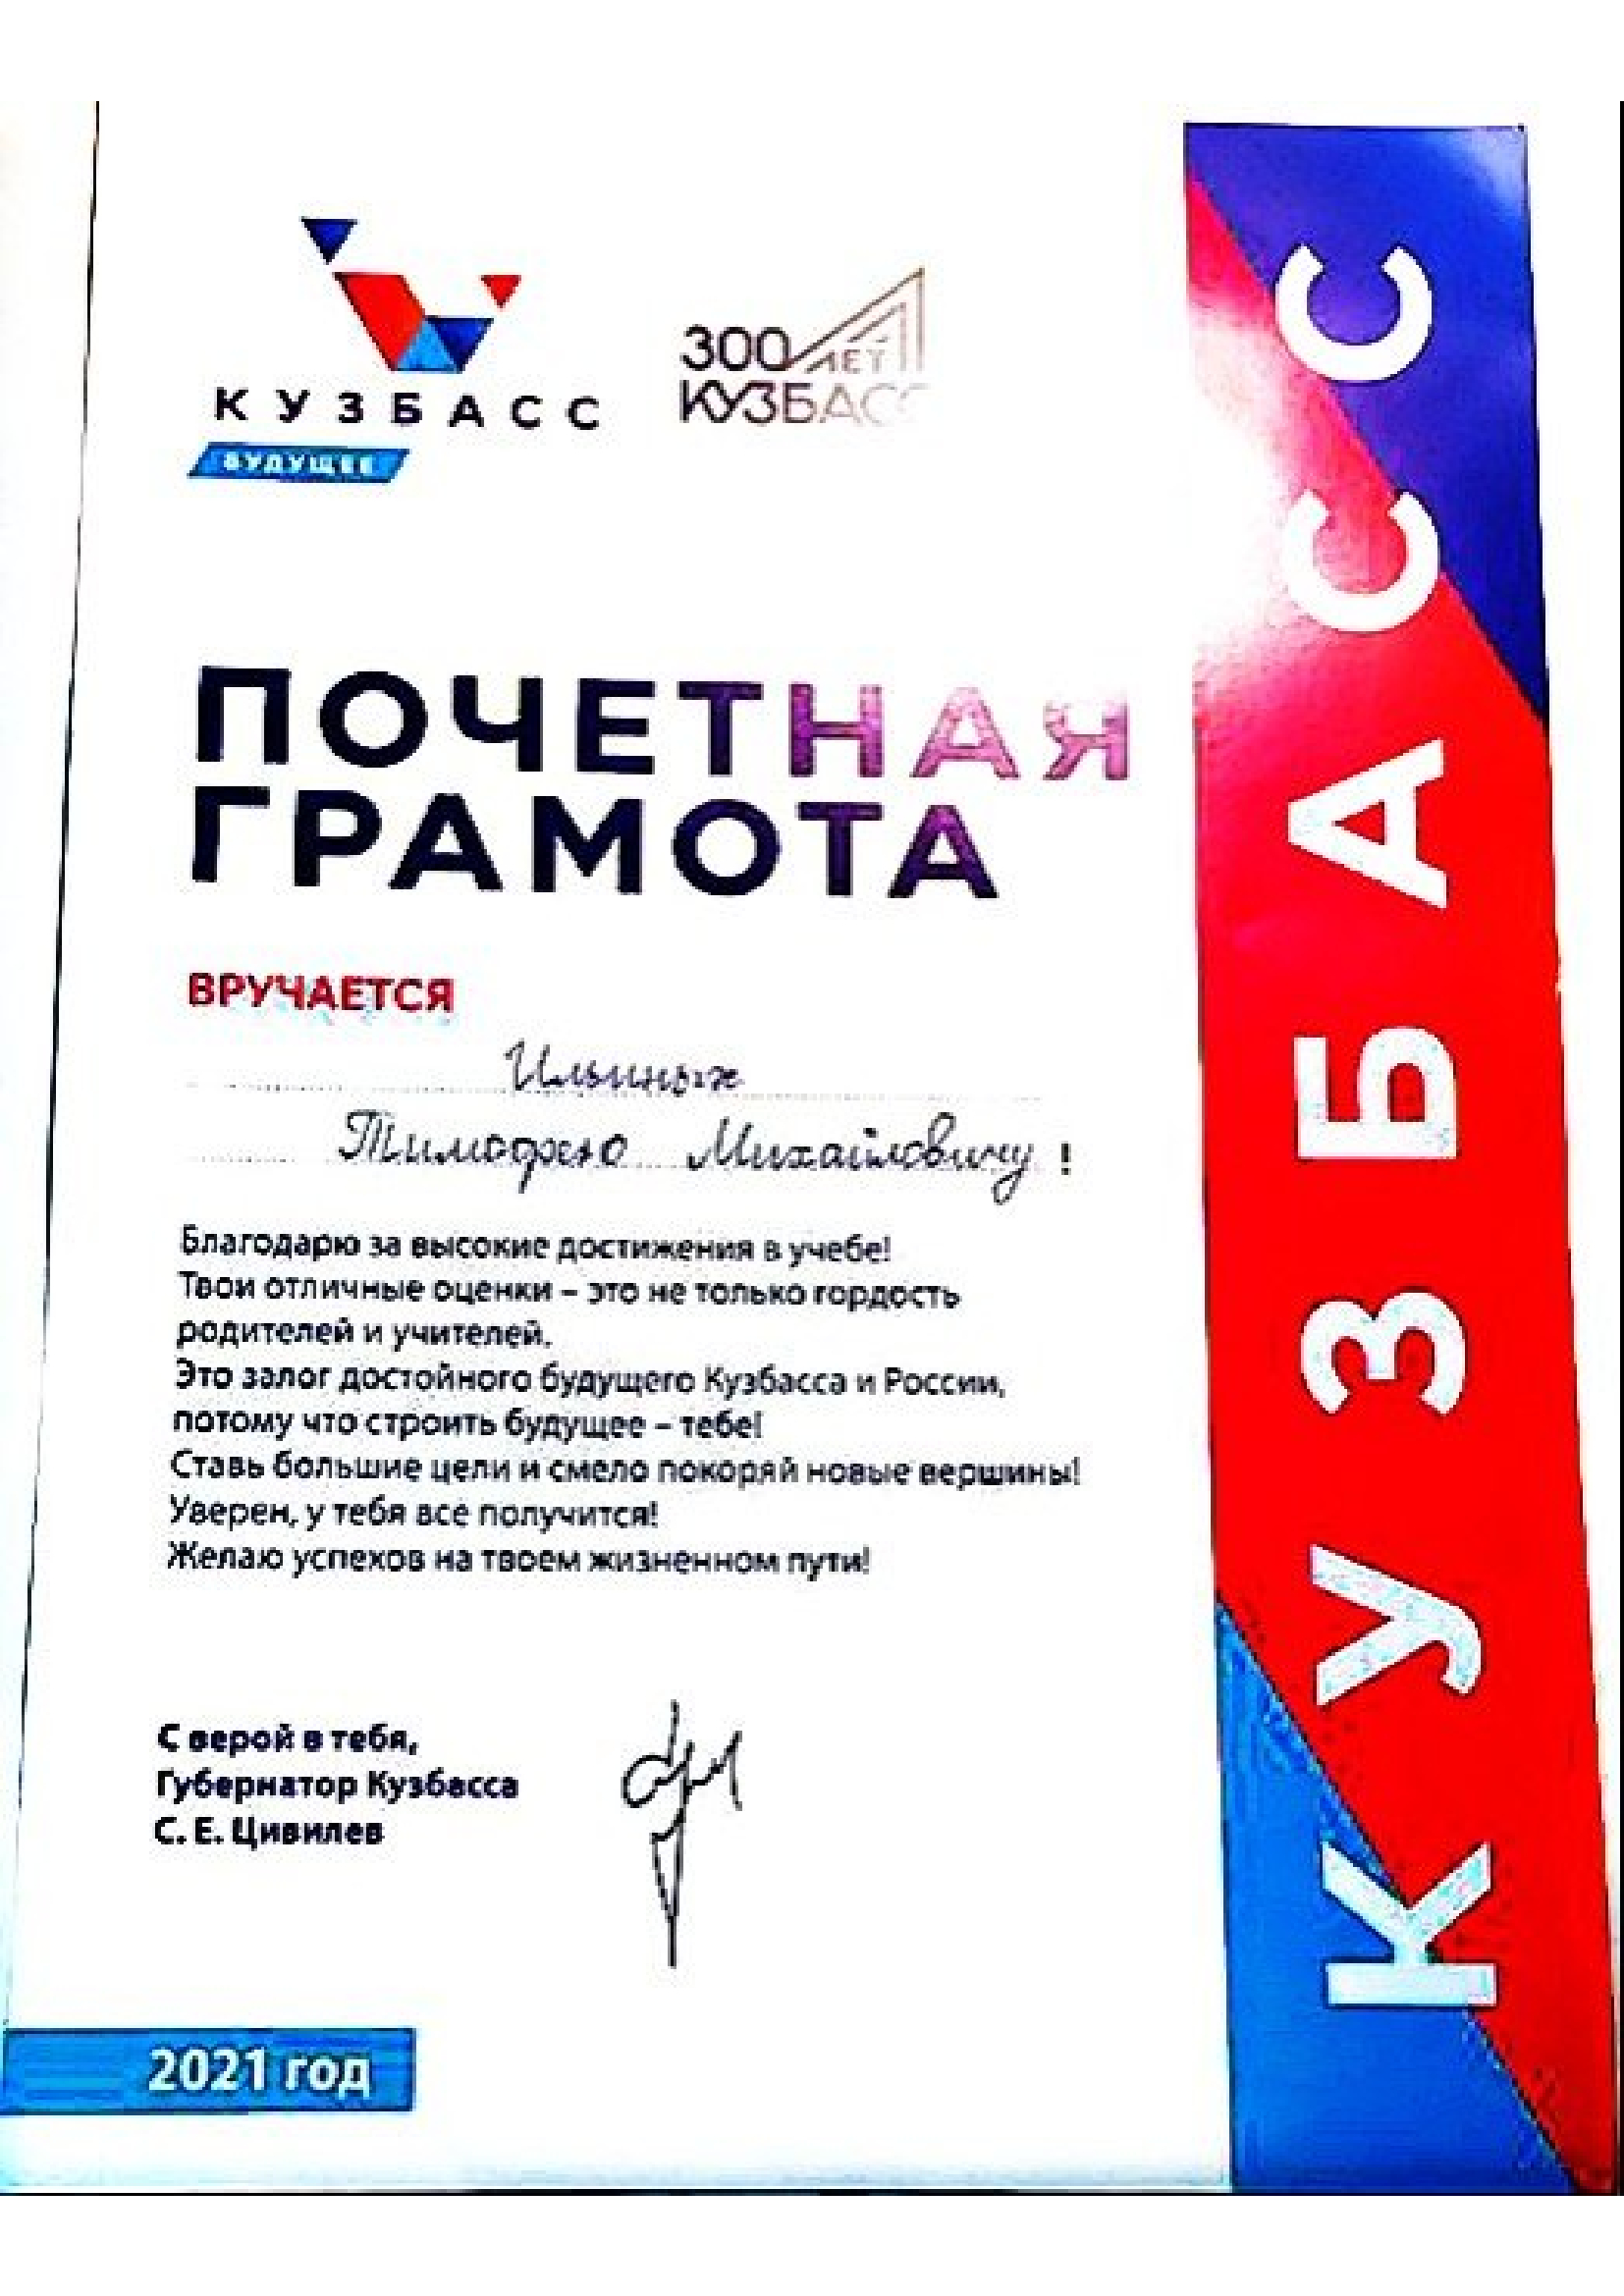 КУЗБАСС
БУДУЩЕЕ
300 ЛЕТ
КУЗБАСС
ПОЧЕТНАЯ
ГРАМОТА
ВРУЧАЕТСЯ
Ильиных
Тимофею Михайловичу !
Благодарю за высокие достижения в учебе!
Твои отличные оценки – это не только гордость
родителей и учителей.
Это залог достойного будущего Кузбасса и России,
потому что строить будущее – тебе!
Ставь большие цели и смело покоряй новые вершины!
Уверен, у тебя все получится!
Желаю успехов на твоем жизненном пути!
С верой в тебя,
Губернатор Кузбасса
С. Е. Цивилев
2021 год
КУЗБАСС